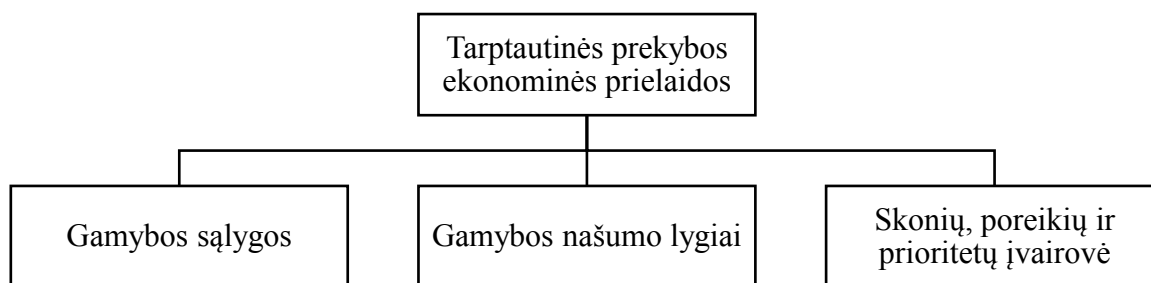 Tarptautinės prekybos
ekonominės prielaidos
Gamybos sąlygos
Gamybos našumo lygiai
Skonių, poreikių ir
prioritetų įvairovė